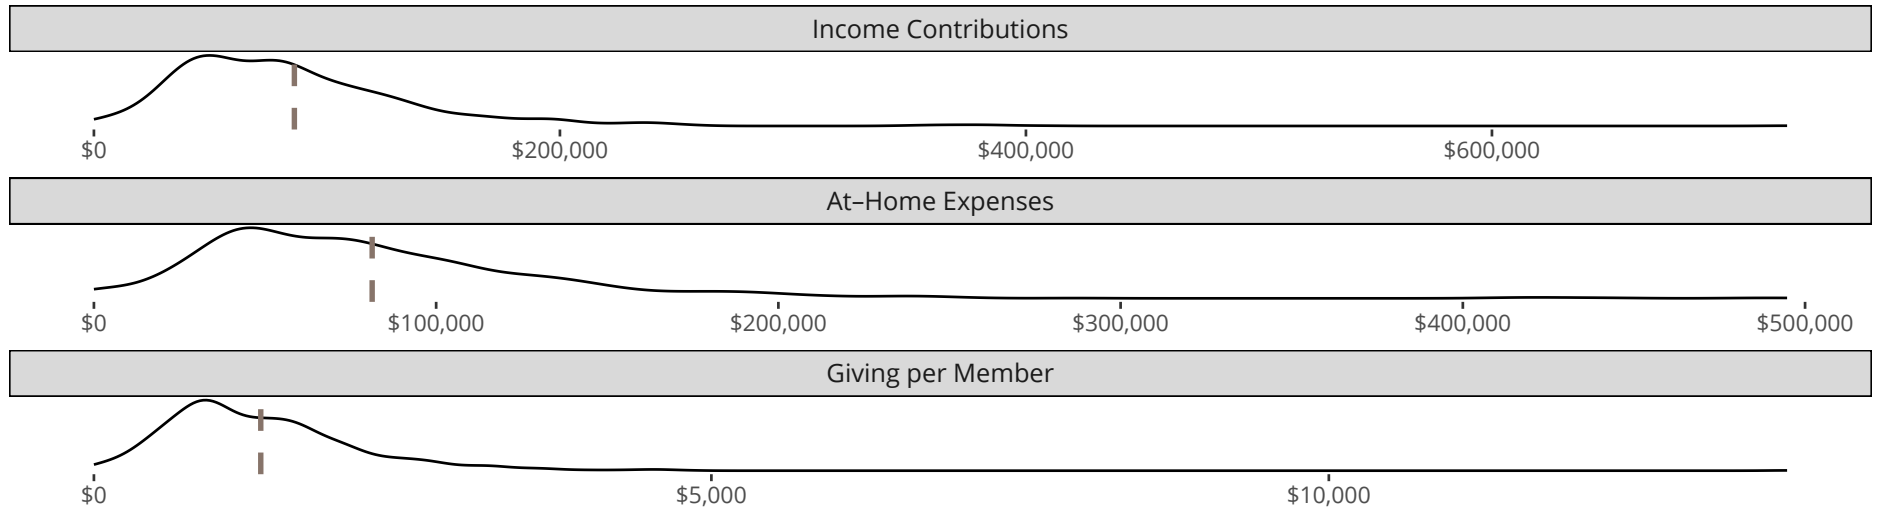 Income Contributions
$0 $200,000 $400,000 $600,000
At–Home Expenses
$0 $100,000 $200,000 $300,000 $400,000 $500,000
Giving per Member
$0 $5,000 $10,000